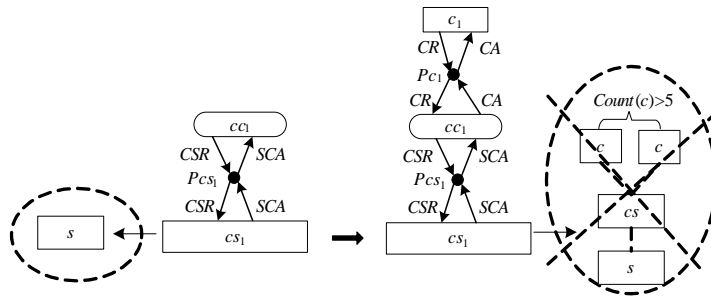 s
cc1
CSR SCA
Pcs1
CSR SCA
cs1
c1
CR CA
Pc1
CR CA
cc1
CSR SCA
Pcs1
CSR SCA
cs1
Count(c)>5
c c
cs
s